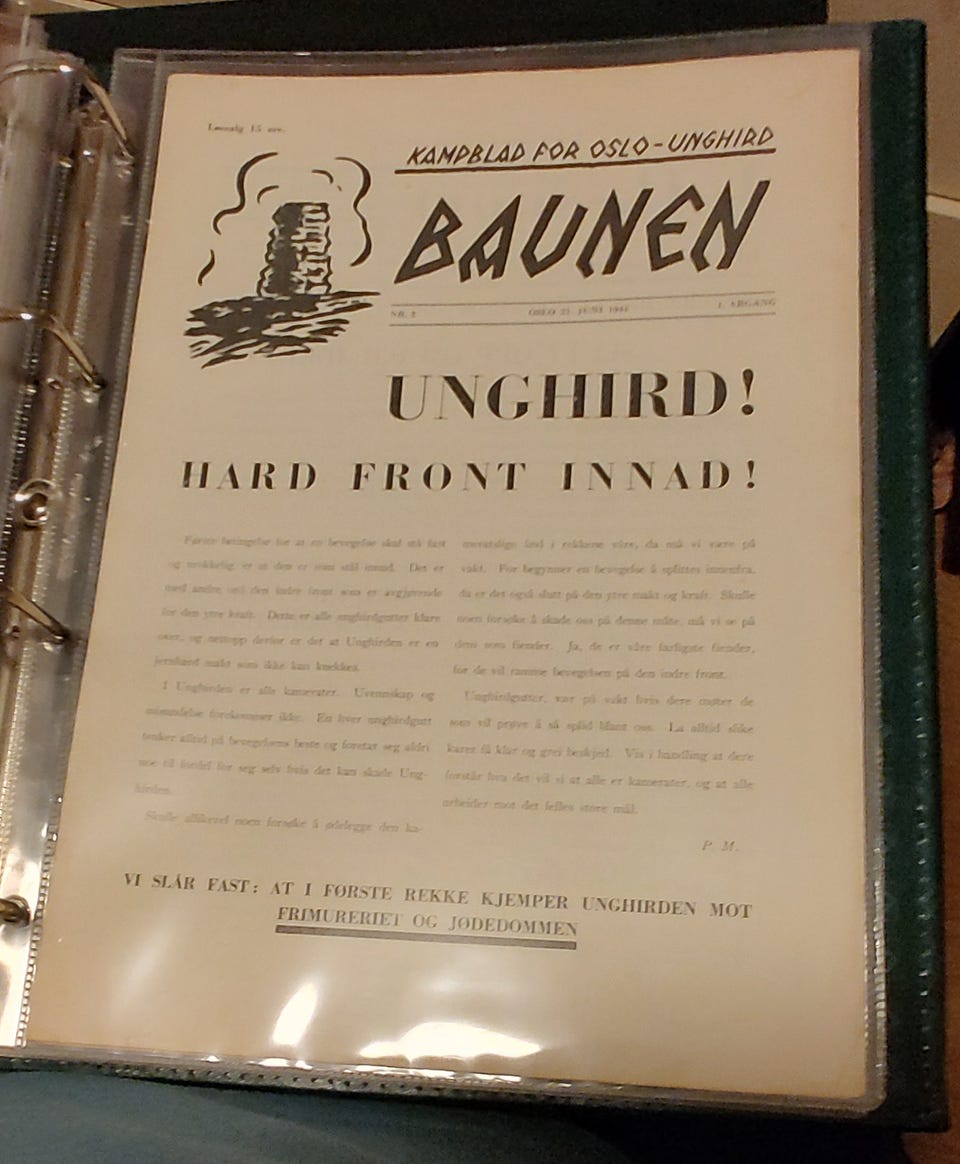 Løssalg 15 øre.
KAMPBLAD FOR OSLO-UNGHIRD
BAUNEN
NR. 2 OSLO 27. JUNI 1941 1. ÅRGANG
UNGHIRD!
HARD FRONT INNAD!
Første betingelse for at en bevegelse skal stå fast
og urokkelig er at den er som stål innad. Det er
med andre ord den indre front som er avgjørende
for den ytre kraft. Dette er alle unghirdgutter klare
over, og nettopp derfor er det at Unghirden er en
jernhard makt som ikke kan knekkes.
I Unghirden er alle kamerater. Uvennskap og
misunnelse forekommer ikke. En hver unghirdgutt
tenker alltid på bevegelsens beste og foretar seg aldri
noe til fordel for seg selv hvis det kan skade Ung-
hirden.
Skulle allikevel noen forsøke å ødelegge den ka-
meratslige ånd i rekkene våre, da må vi være på
vakt. For begynner en bevegelse å splittes innenfra,
da er det også slutt på den ytre makt og kraft. Skulle
noen forsøke å skade oss på denne måte, må vi se på
dem som fiender. Ja, de er våre farligste fiender,
for de vil ramme bevegelsen på den indre front.
Unghirdgutter, vær på vakt hvis dere møter de
som vil prøve å så splid blant oss. La alltid slike
karer få klar og grei beskjed. Vis i handling at dere
forstår hva det vil si at alle er kamerater, og at alle
arbeider mot det felles store mål.
P. M.
VI SLÅR FAST: AT I FØRSTE REKKE KJEMPER UNGHIRDEN MOT
FRIMURERIET OG JØDEDOMMEN